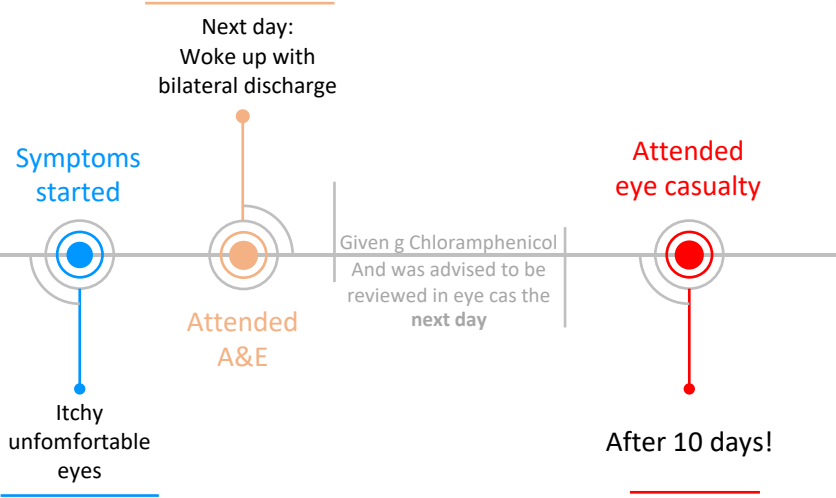 Next day:
Woke up with
bilateral discharge
Symptoms
started
Attended
eye casualty
Given g Chloramphenicol
And was advised to be
reviewed in eye cas the
next day
Attended
A&E
Itchy
unfomfortable
eyes
After 10 days!